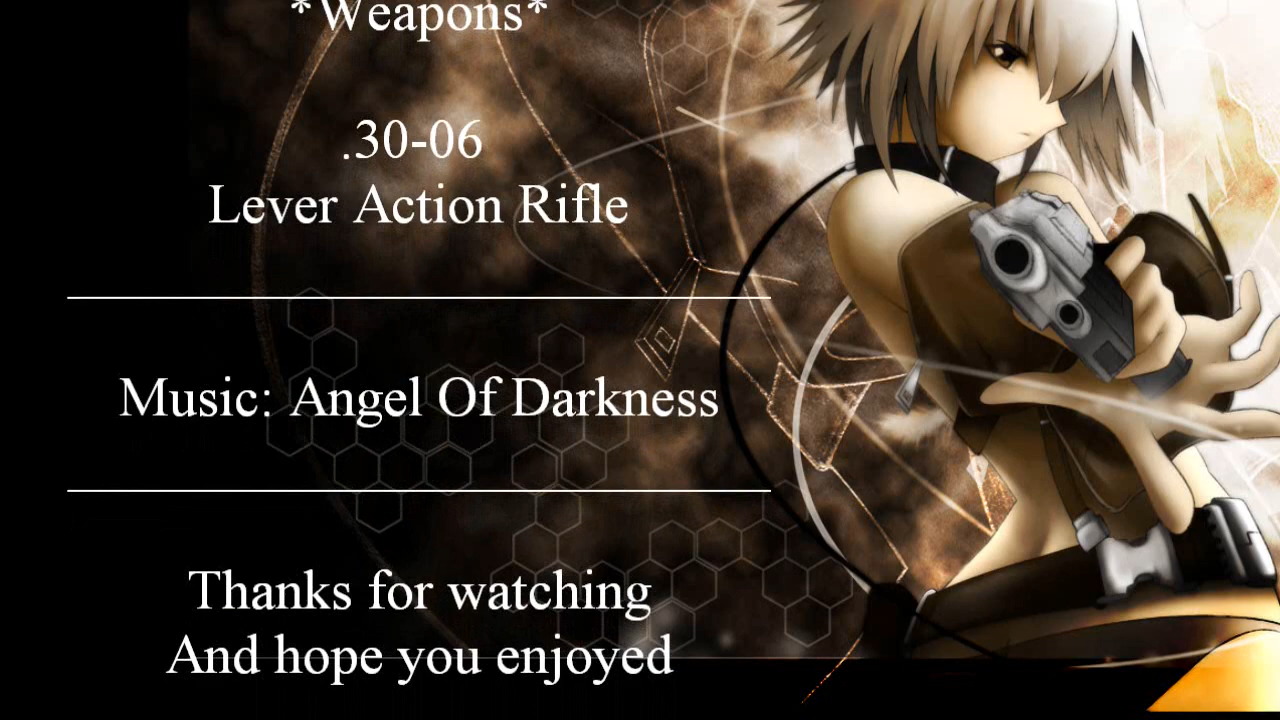 *Weapons*
.30-06
Lever Action Rifle
Music: Angel Of Darkness
Thanks for watching
And hope you enjoyed